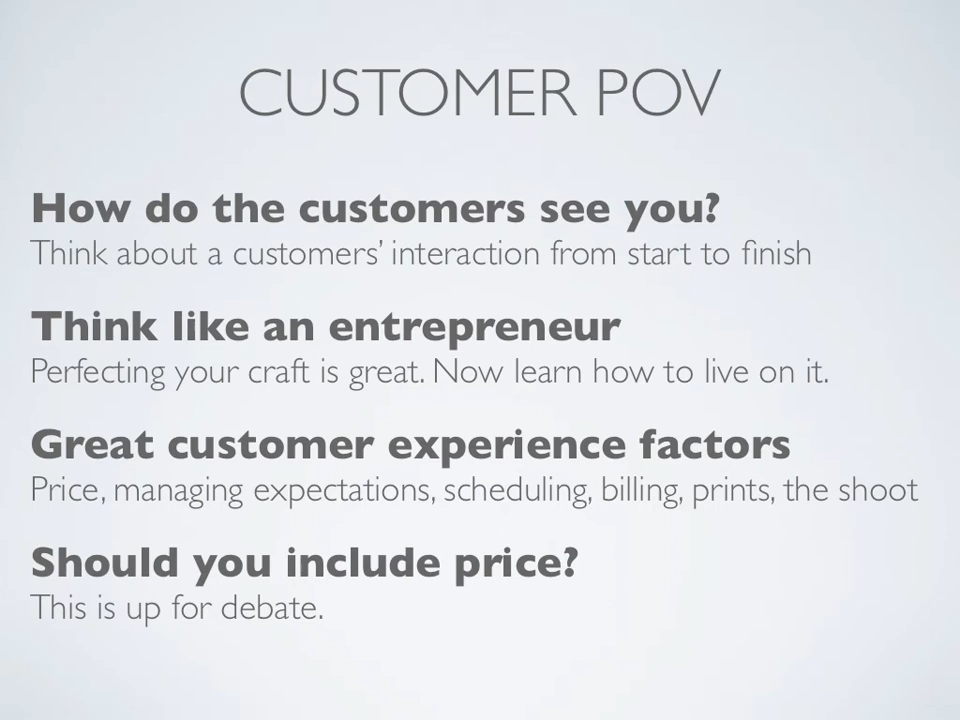 CUSTOMER POV
How do the customers see you?
Think about a customers’ interaction from start to finish
Think like an entrepreneur
Perfecting your craft is great. Now learn how to live on it.
Great customer experience factors
Price, managing expectations, scheduling, billing, prints, the shoot
Should you include price?
This is up for debate.